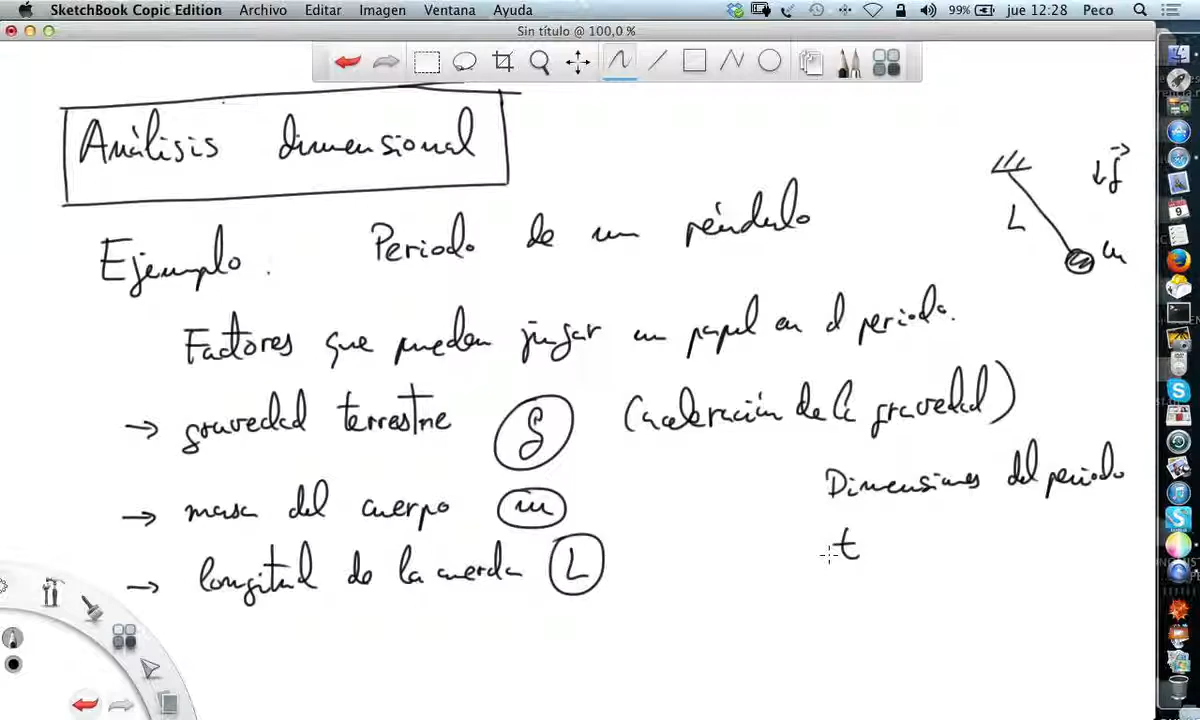 SketchBook Copic Edition Archivo Editar Imagen Ventana Ayuda 99% jue 12:28 Peco
Sin título @ 100,0 %
Análisis dimensional
Ejemplo. Periodo de un péndulo
L
g
m
Factores que pueden jugar un papel en el periodo.
→ gravedad terrestre g (aceleración de la gravedad)
Dimensiones del periodo
→ masa del cuerpo m
t
→ longitud de la cuerda L